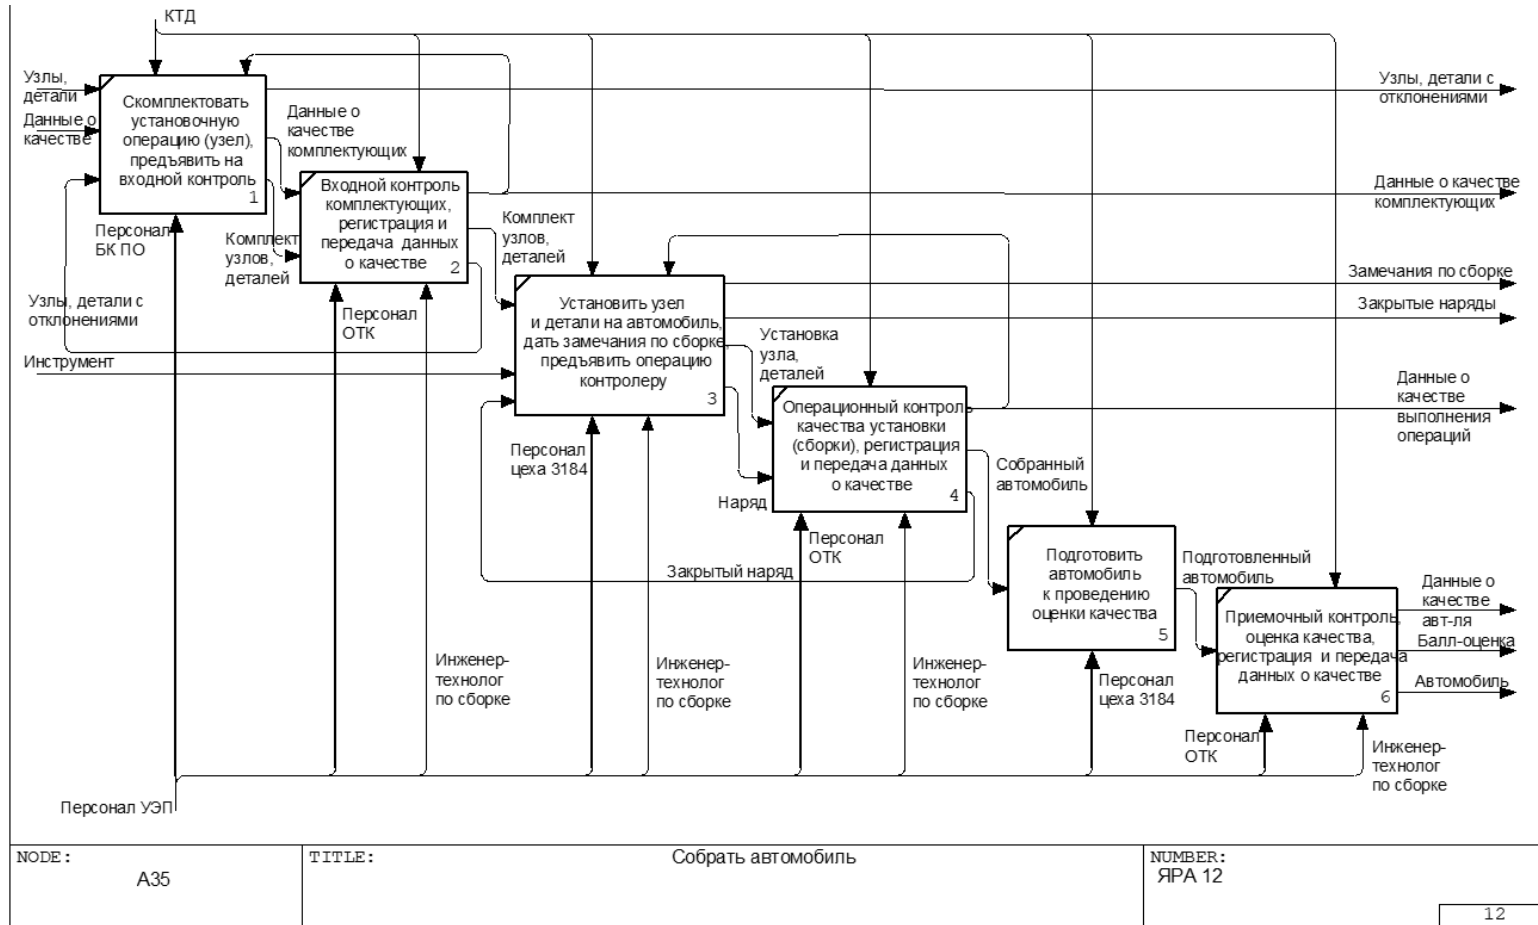 КТД
Узлы,
детали
Данные о
качестве
Скомплектовать
установочную
операцию (узел),
предъявить на
входной контроль
1
Данные о
качестве
комплектующих
Узлы, детали с
отклонениями
Входной контроль
комплектующих,
регистрация и
передача данных
о качестве
2
Данные о качестве
комплектующих
Персонал
БК ПО
Комплект
узлов,
деталей
Комплект
узлов,
деталей
Узлы, детали с
отклонениями
Персонал
ОТК
Инструмент
Установить узел
и детали на автомобиль,
дать замечания по сборке,
предъявить операцию
контролеру
3
Замечания по сборке
Закрытые наряды
Установка
узла,
деталей
Операционный контроль
качества установки
(сборки), регистрация
и передача данных
о качестве
4
Данные о
качестве
выполнения
операций
Персонал
цеха 3184
Наряд
Собранный
автомобиль
Персонал
ОТК
Закрытый наряд
Подготовить
автомобиль
к проведению
оценки качества
5
Подготовленный
автомобиль
Приемочный контроль,
оценка качества,
регистрация и передача
данных о качестве
6
Данные о
качестве
авт-ля
Балл-оценка
Автомобиль
Инженер-
технолог
по сборке
Инженер-
технолог
по сборке
Инженер-
технолог
по сборке
Персонал
цеха 3184
Персонал
ОТК
Инженер-
технолог
по сборке
Персонал УЭП
NODE:
А35
TITLE:
Собрать автомобиль
NUMBER:
ЯРА 12
12